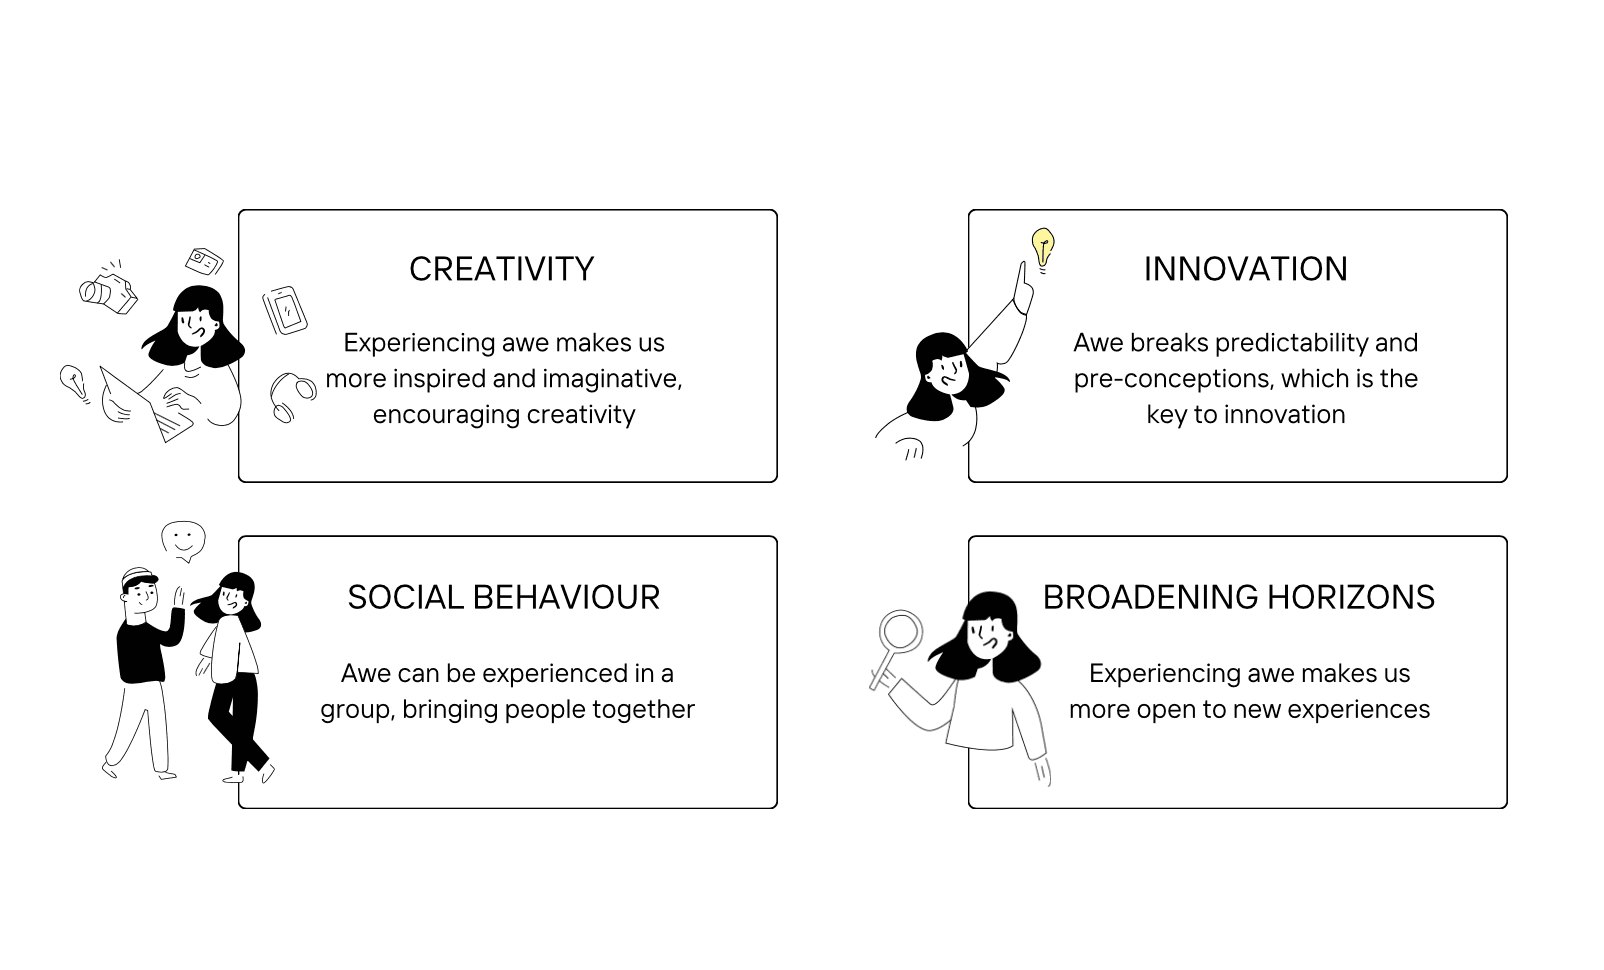 CREATIVITY
Experiencing awe makes us
more inspired and imaginative,
encouraging creativity
INNOVATION
Awe breaks predictability and
pre-conceptions, which is the
key to innovation
SOCIAL BEHAVIOUR
Awe can be experienced in a
group, bringing people together
BROADENING HORIZONS
Experiencing awe makes us
more open to new experiences